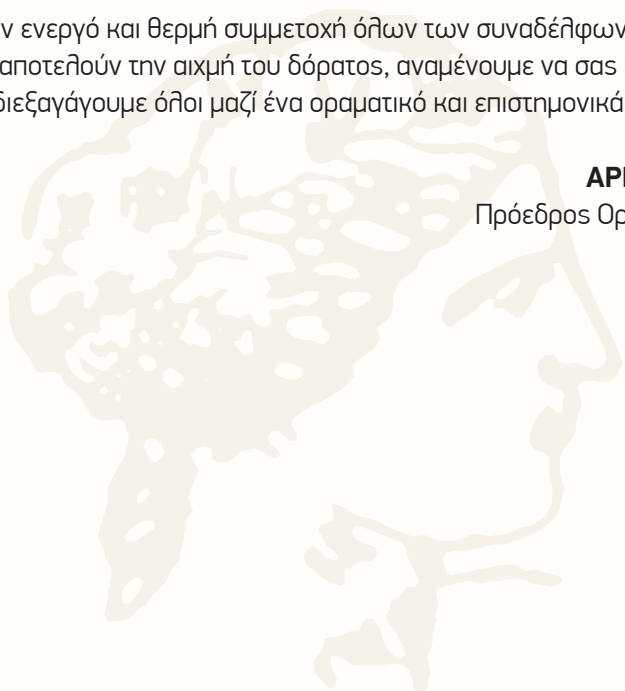 ν ενεργό και θερμή συμμετοχή όλων των συναδέλφων
αποτελούν την αιχμή του δόρατος, αναμένουμε να σας
διεξαγάγουμε όλοι μαζί ένα οραματικό και επιστημονικά
ΑΡΙ
Πρόεδρος Ορ